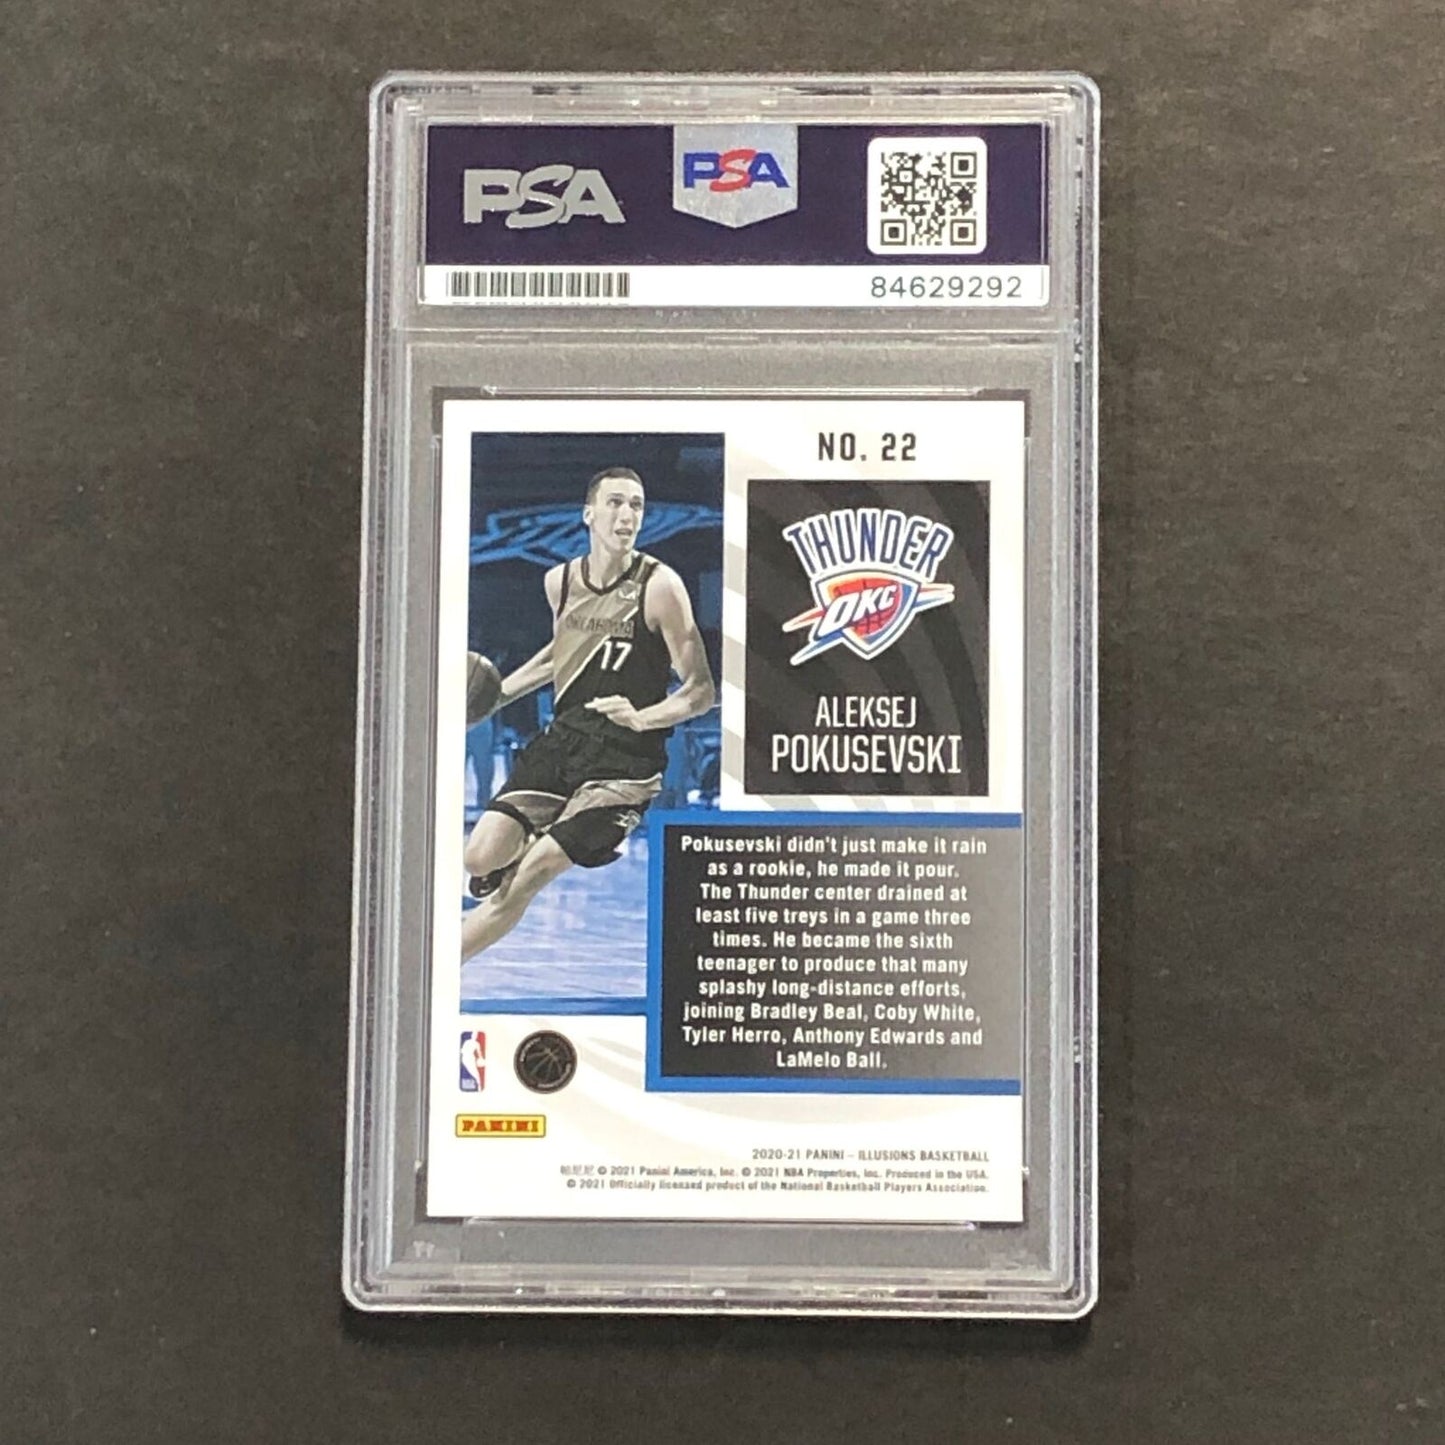 PSA
PSA
84629292
NO. 22
THUNDER
OKC
ALEKSEJ
POKUSEVSKI
OKLAHOMA
17
Pokusevski didn't just make it rain
as a rookie, he made it pour.
The Thunder center drained at
least five treys in a game three
times. He became the sixth
teenager to produce that many
splashy long-distance efforts,
joining Bradley Beal, Coby White,
Tyler Herro, Anthony Edwards and
LaMelo Ball.
NBA
PANINI
2020-21 PANINI – ILLUSIONS BASKETBALL
© 2021 Panini America, Inc. © 2021 NBA Properties, Inc. Produced in the USA.
© 2021 Officially licensed product of the National Basketball Players Association.